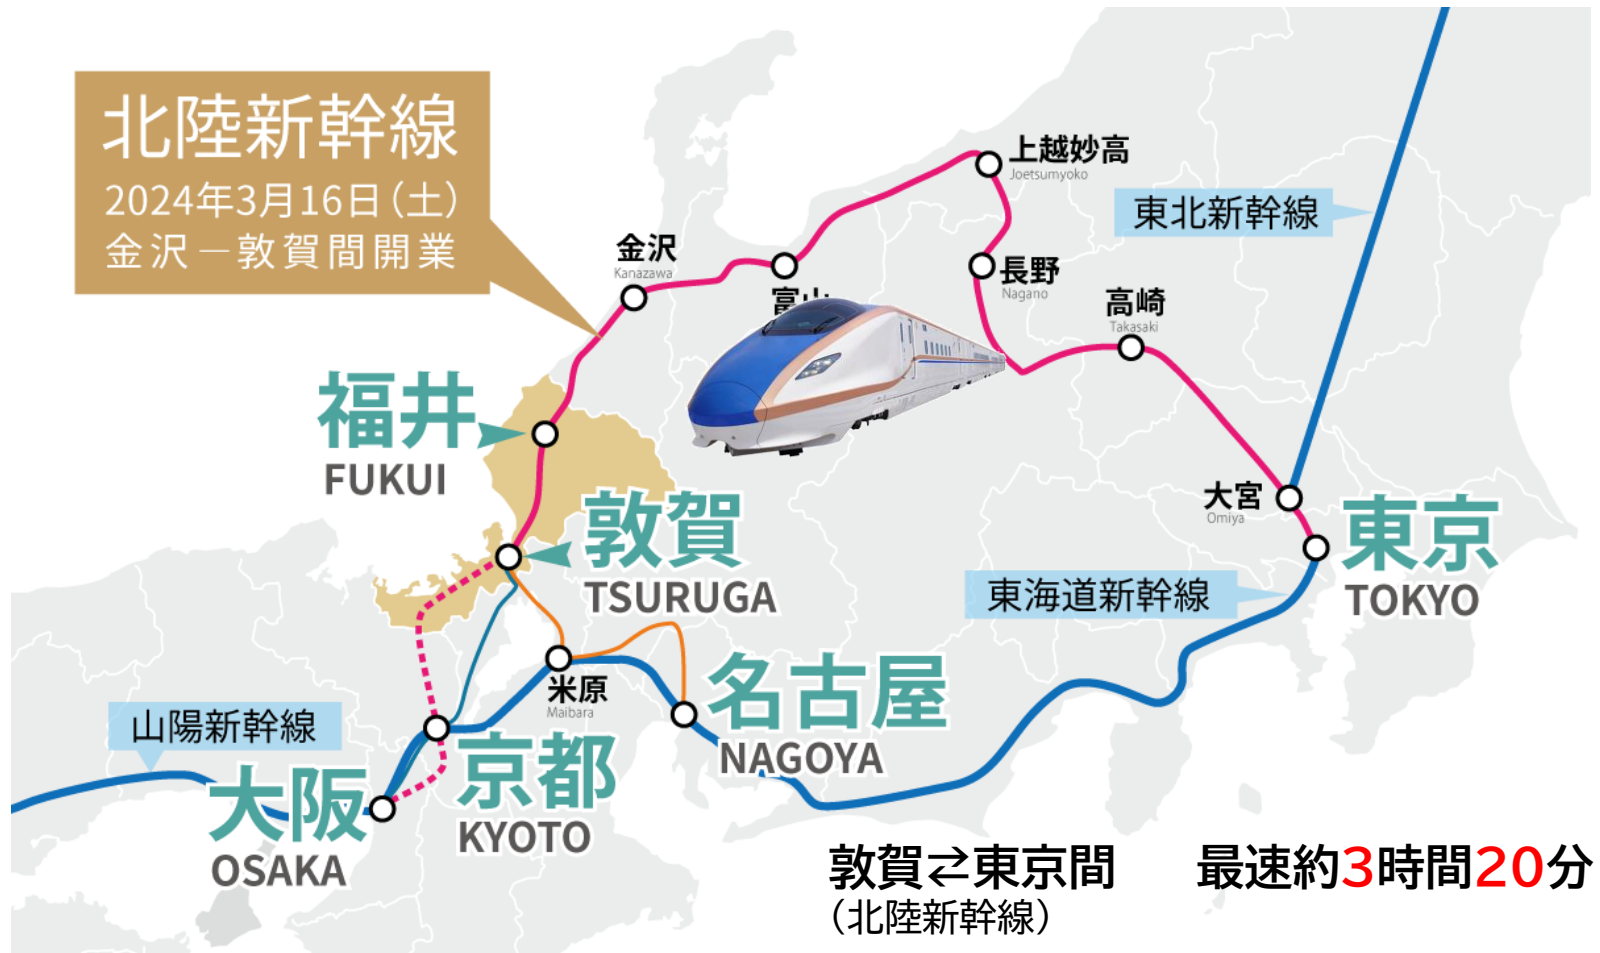 北陸新幹線
2024年3月16日(土)
金沢－敦賀間開業
上越妙高
Joetsumyoko
東北新幹線
金沢
Kanazawa
富山
長野
Nagano
高崎
Takasaki
福井
FUKUI
大宮
Omiya
敦賀
TSURUGA
東京
TOKYO
東海道新幹線
米原
Maibara
名古屋
NAGOYA
山陽新幹線
京都
KYOTO
大阪
OSAKA
敦賀⇄東京間 最速約3時間20分
(北陸新幹線)